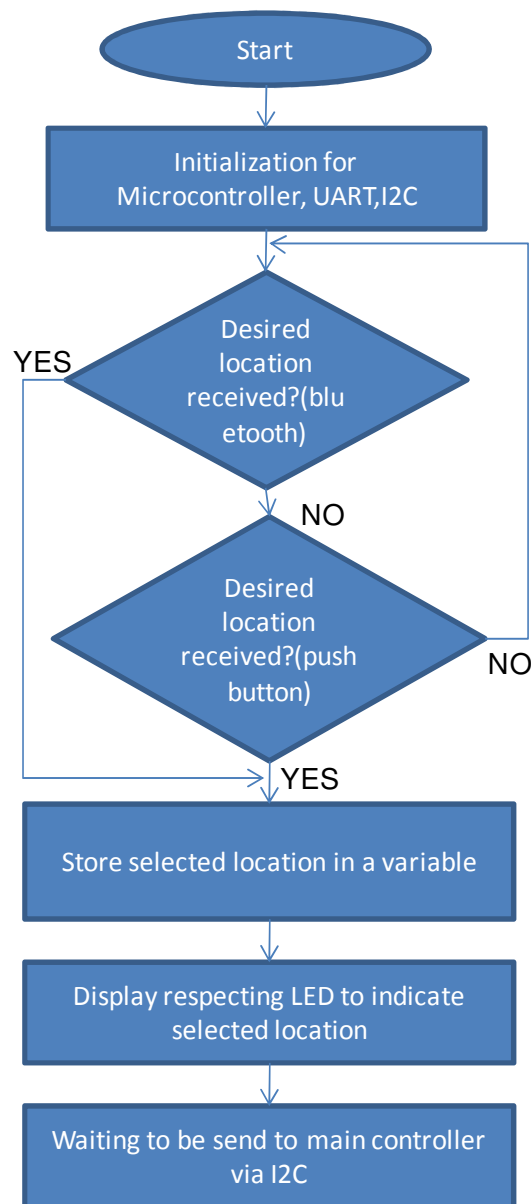 Start
Initialization for
Microcontroller, UART,I2C
Desired
location
received?(blu
etooth)
YES
NO
Desired
location
received?(push
button)
NO
YES
Store selected location in a variable
Display respecting LED to indicate
selected location
Waiting to be send to main controller
via I2C